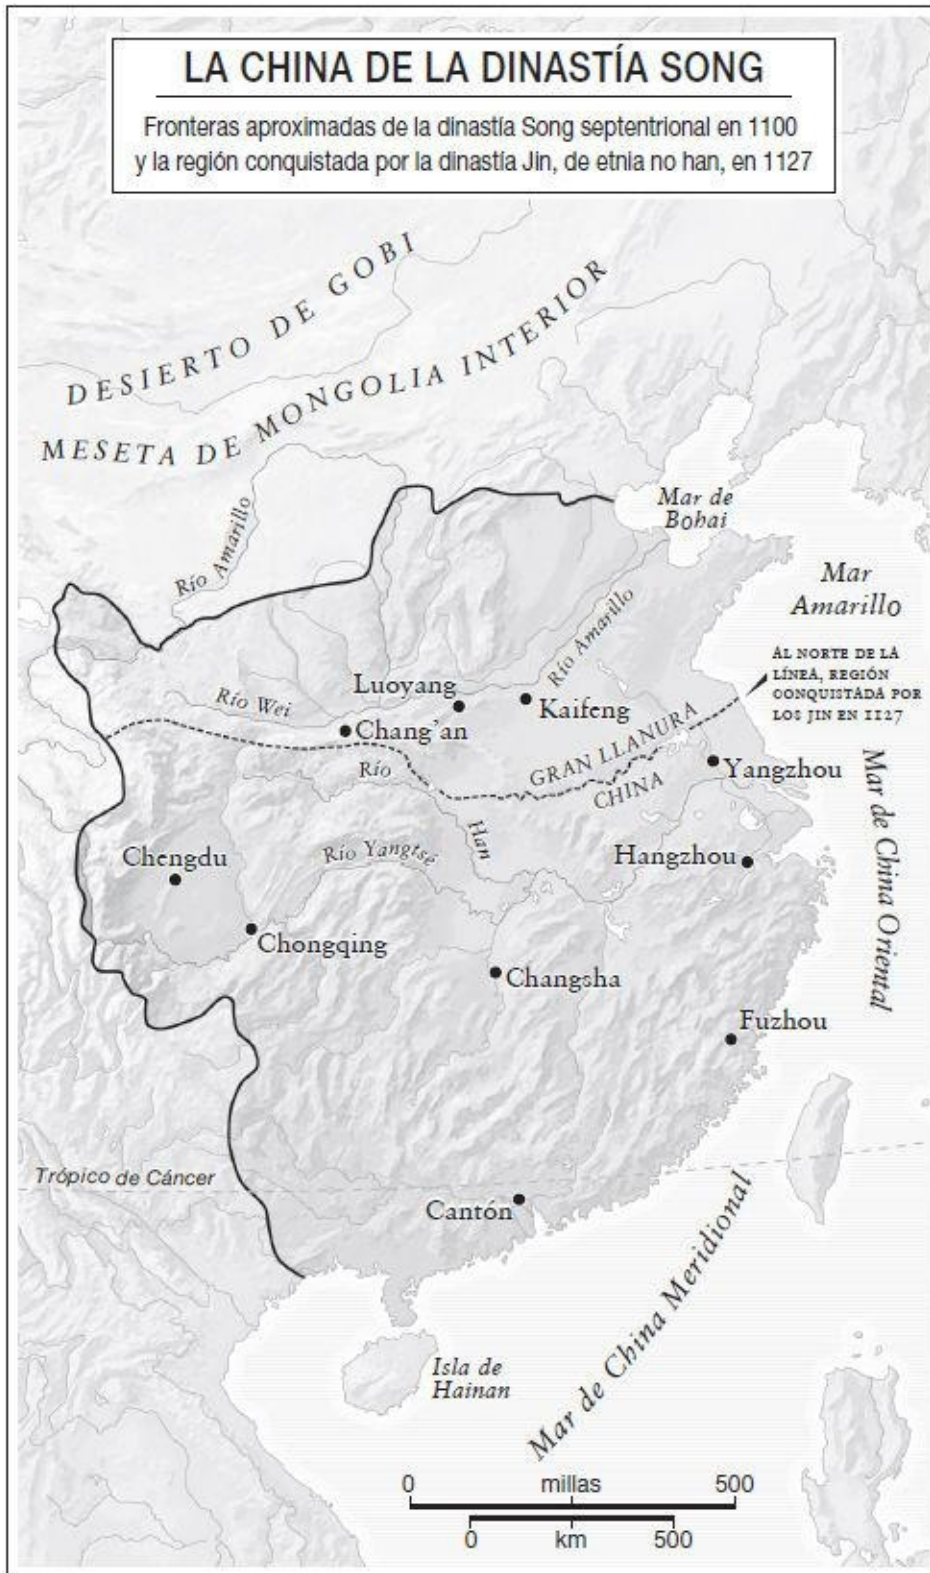 LA CHINA DE LA DINASTÍA SONG
Fronteras aproximadas de la dinastía Song septentrional en 1100
y la región conquistada por la dinastía Jin, de etnia no han, en 1127
DESIERTO DE GOBI
MESETA DE MONGOLIA INTERIOR
Mar de
Bohai
Río Amarillo
Mar
Amarillo
Río Amarillo
AL NORTE DE LA
LÍNEA, REGIÓN
CONQUISTADA POR
LOS JIN EN 1127
Río Wei
Luoyang
Kaifeng
Chang'an
GRAN LLANURA
CHINA
Río
Han
Yangzhou
Mar de China Oriental
Chengdu
Río Yangtsé
Hangzhou
Chongqing
Changsha
Fuzhou
Trópico de Cáncer
Cantón
Mar de China Meridional
Isla de
Hainan
0 millas 500
0 km 500